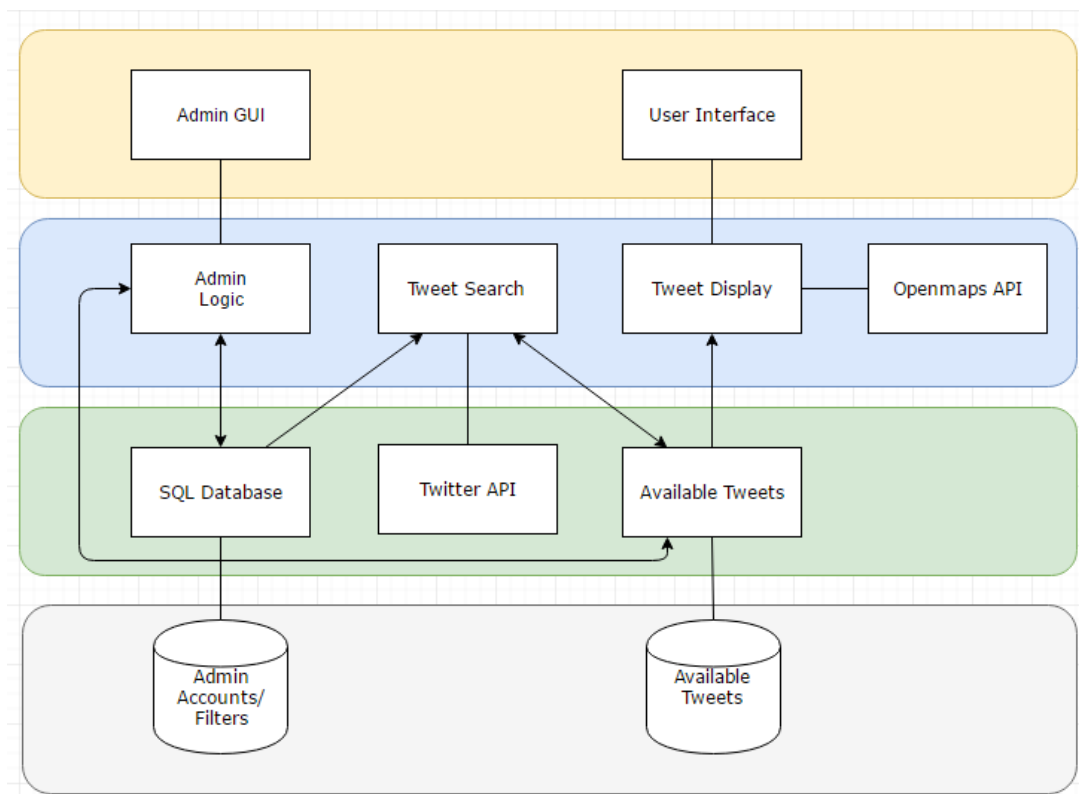 Admin GUI
User Interface
Admin
Logic
Tweet Search
Tweet Display
Openmaps API
SQL Database
Twitter API
Available Tweets
Admin
Accounts/
Filters
Available
Tweets